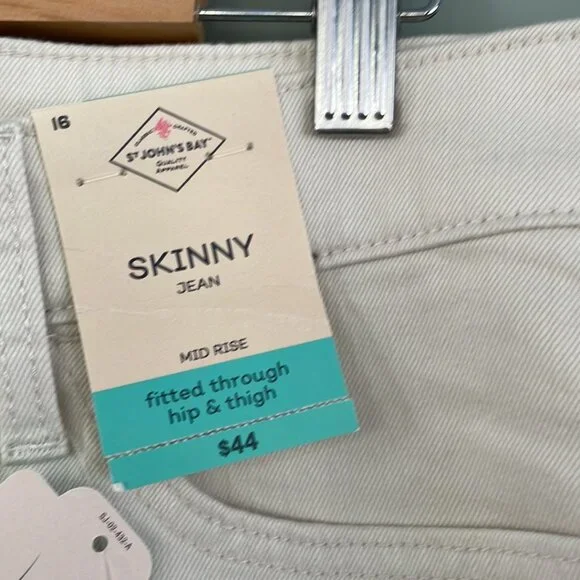 16
ST JOHN'S BAY
QUALITY
APPAREL
SKINNY
JEAN
MID RISE
fitted through
hip & thigh
$44